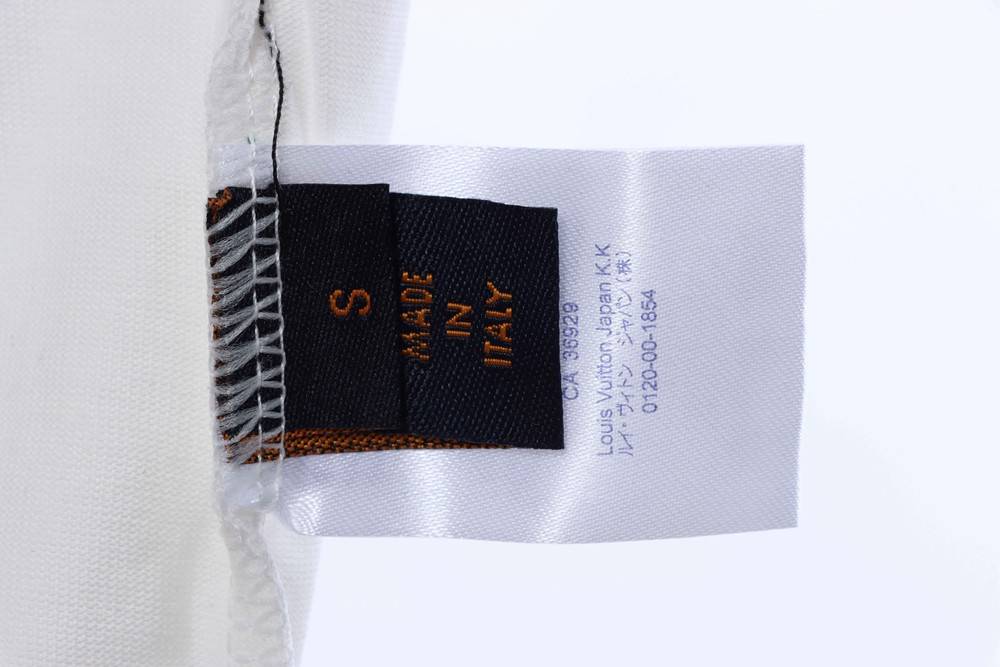 S
MADE
IN
ITALY
CA 36929
Louis Vuitton Japan K.K
ルイ・ヴィトン ジャパン(株)
0120-00-1854